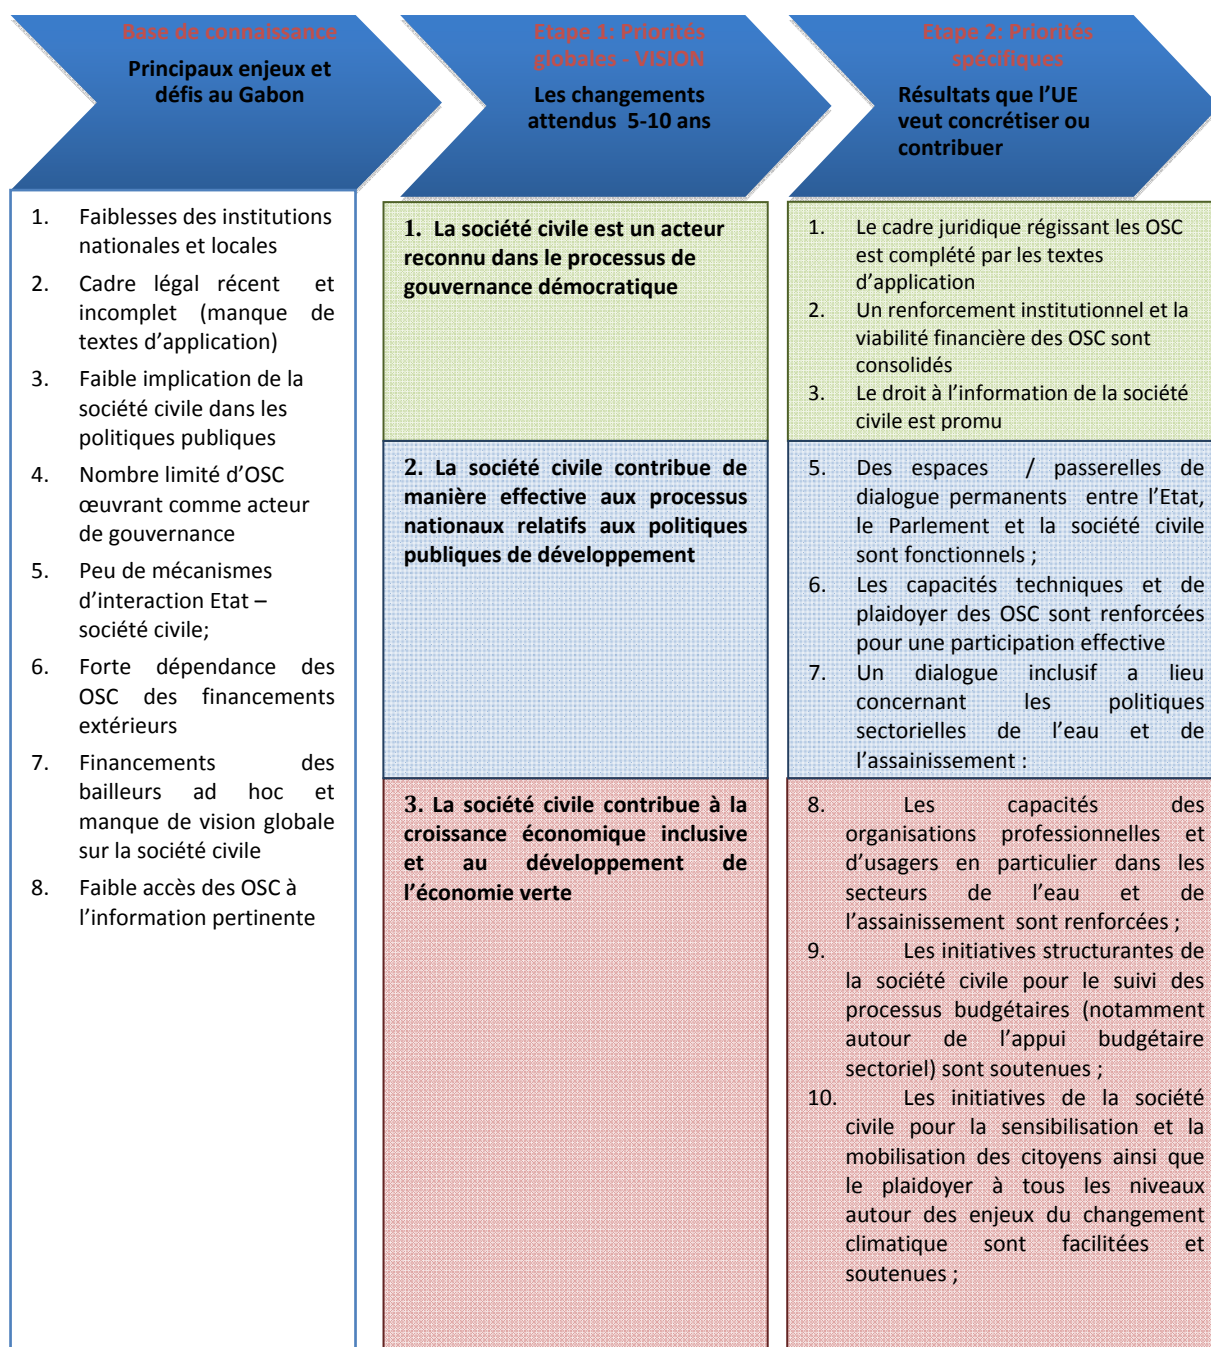 Base de connaissance
Principaux enjeux et
défis au Gabon
Etape 1: Priorités
globales - VISION
Les changements
attendus 5-10 ans
Etape 2: Priorités
spécifiques
Résultats que l’UE
veut concrétiser ou
contribuer
1. Faiblesses des institutions
nationales et locales
2. Cadre légal récent et
incomplet (manque de
textes d’application)
3. Faible implication de la
société civile dans les
politiques publiques
4. Nombre limité d’OSC
œuvrant comme acteur
de gouvernance
5. Peu de mécanismes
d’interaction Etat –
société civile;
6. Forte dépendance des
OSC des financements
extérieurs
7. Financements des
bailleurs ad hoc et
manque de vision globale
sur la société civile
8. Faible accès des OSC à
l’information pertinente
1. La société civile est un acteur
reconnu dans le processus de
gouvernance démocratique
2. La société civile contribue de
manière effective aux processus
nationaux relatifs aux politiques
publiques de développement
3. La société civile contribue à la
croissance économique inclusive
et au développement de
l’économie verte
1. Le cadre juridique régissant les OSC
est complété par les textes
d’application
2. Un renforcement institutionnel et la
viabilité financière des OSC sont
consolidés
3. Le droit à l’information de la société
civile est promu
5. Des espaces / passerelles de
dialogue permanents entre l’Etat,
le Parlement et la société civile
sont fonctionnels ;
6. Les capacités techniques et de
plaidoyer des OSC sont renforcées
pour une participation effective
7. Un dialogue inclusif a lieu
concernant les politiques
sectorielles de l’eau et de
l’assainissement :
8. Les capacités des
organisations professionnelles et
d’usagers en particulier dans les
secteurs de l’eau et de
l’assainissement sont renforcées ;
9. Les initiatives structurantes de
la société civile pour le suivi des
processus budgétaires (notamment
autour de l’appui budgétaire
sectoriel) sont soutenues ;
10. Les initiatives de la société
civile pour la sensibilisation et la
mobilisation des citoyens ainsi que
le plaidoyer à tous les niveaux
autour des enjeux du changement
climatique sont facilitées et
soutenues ;